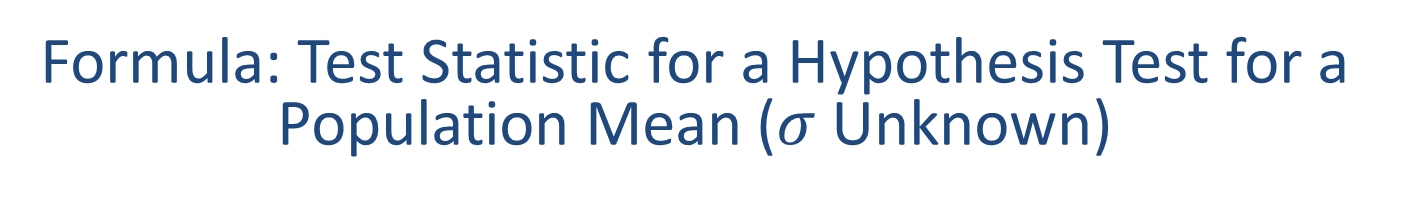 Formula: Test Statistic for a Hypothesis Test for a
Population Mean (σ Unknown)